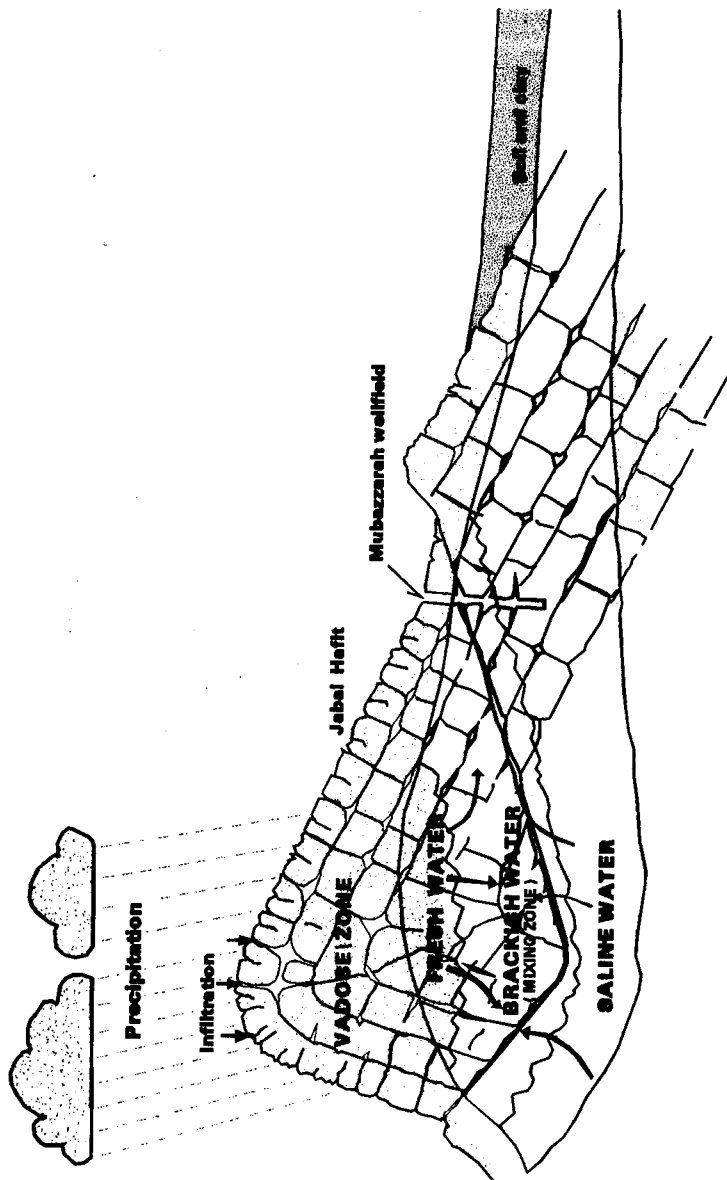 Precipitation
Infiltration
Jabal Hafit
Mubazzarah wellfield
VADOSE ZONE
FRESH WATER
BRACKISH WATER
( MIXING ZONE )
SALINE WATER
Salt and clay